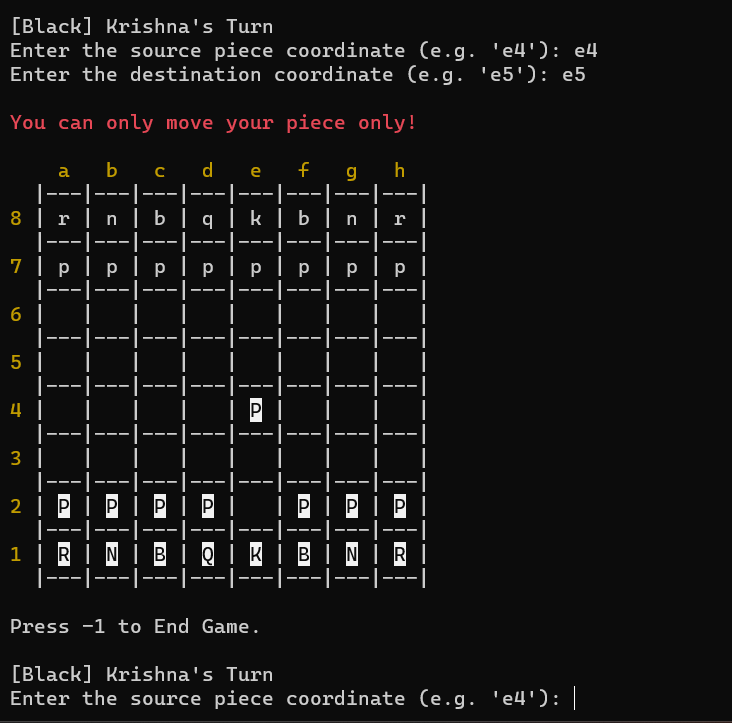 [Black] Krishna's Turn
Enter the source piece coordinate (e.g. 'e4'): e4
Enter the destination coordinate (e.g. 'e5'): e5
You can only move your piece only!
a b c d e f g h
|---|---|---|---|---|---|---|---|
8 | r | n | b | q | k | b | n | r |
|---|---|---|---|---|---|---|---|
7 | p | p | p | p | p | p | p | p |
|---|---|---|---|---|---|---|---|
6 |   |   |   |   |   |   |   |   |
|---|---|---|---|---|---|---|---|
5 |   |   |   |   |   |   |   |   |
|---|---|---|---|---|---|---|---|
4 |   |   |   |   | P |   |   |   |
|---|---|---|---|---|---|---|---|
3 |   |   |   |   |   |   |   |   |
|---|---|---|---|---|---|---|---|
2 | P | P | P | P |   | P | P | P |
|---|---|---|---|---|---|---|---|
1 | R | N | B | Q | K | B | N | R |
|---|---|---|---|---|---|---|---|
Press -1 to End Game.
[Black] Krishna's Turn
Enter the source piece coordinate (e.g. 'e4'):